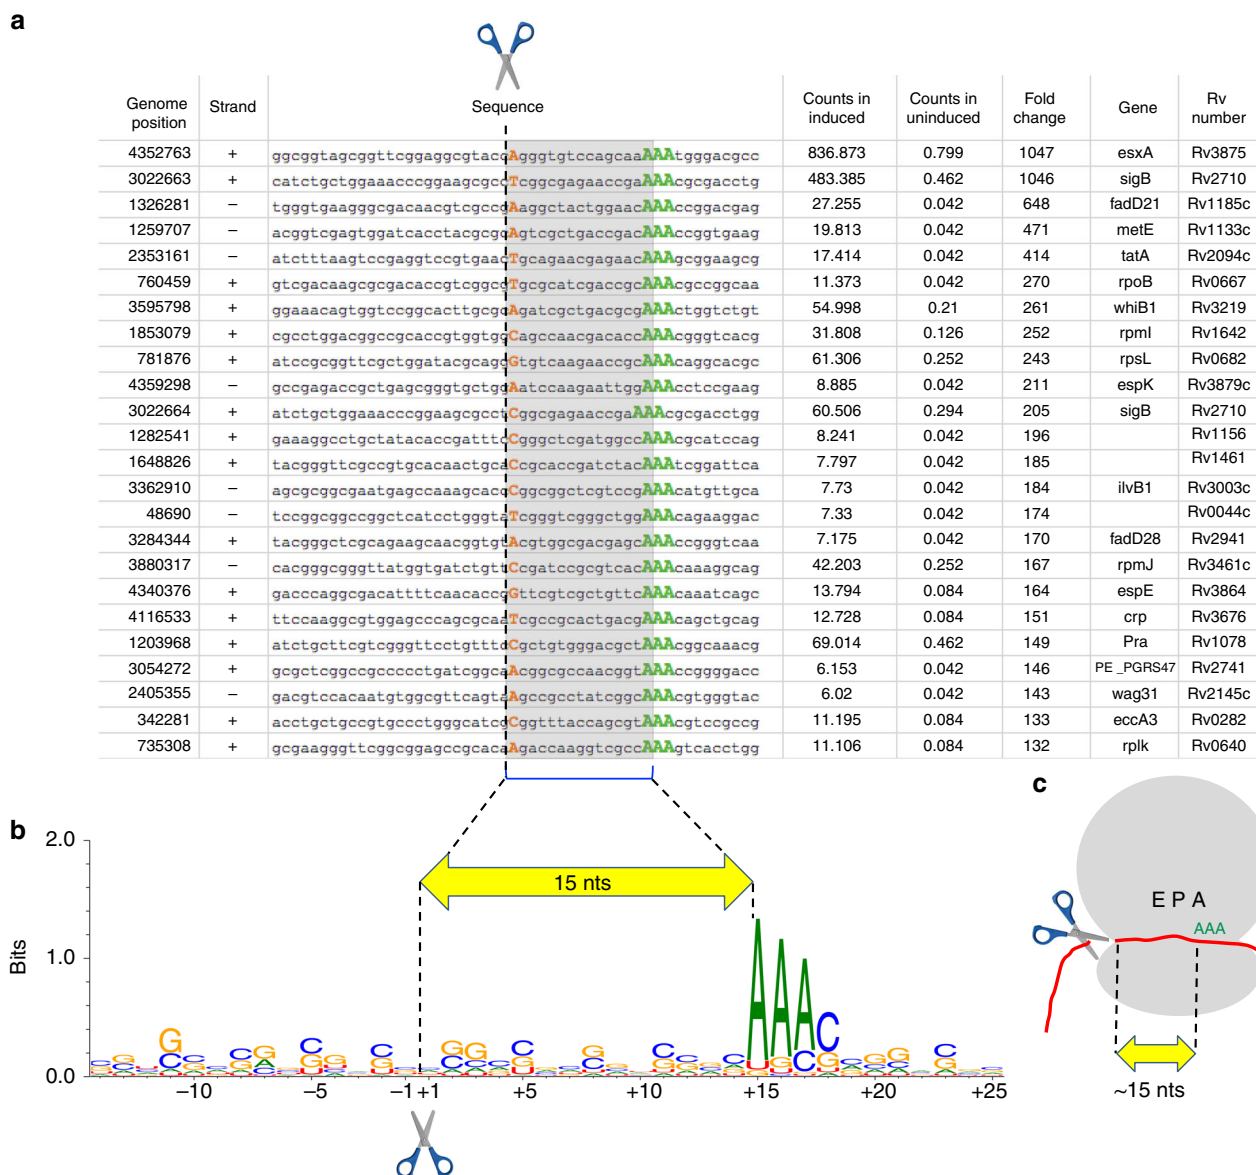 a
Genome position Strand Sequence Counts in induced Counts in uninduced Fold change Gene Rv number
4352763 + ggcggtagcggttcggaggcgtacgAgggtgtccagcaaAAAtgggacgcc 836.873 0.799 1047 esxA Rv3875
3022663 + catctgctggaaacccggaagcgccTcggcgagaaccgaAAAcgcgacctg 483.385 0.462 1046 sigB Rv2710
1326281 – tgggtgaagggcgacaacgtcgccgAaggctactggaacAAAccggacgag 27.255 0.042 648 fadD21 Rv1185c
1259707 – acggtcgagtggatcacctacgcgcAgtcgctgaccgacAAAccggtgaag 19.813 0.042 471 metE Rv1133c
2353161 – atctttaagtccgaggtccgtgaacTgcagaacgagaacAAAgcggaagcg 17.414 0.042 414 tatA Rv2094c
760459 + gtcgacaagcgcgacaccgtcggcgTgcgcatcgaccgcAAAcgccggcaa 11.373 0.042 270 rpoB Rv0667
3595798 + ggaaacagtggtccggcacttgcgcAgatcgctgacgcgAAActggtctgt 54.998 0.21 261 whiB1 Rv3219
1853079 + cgcctggacggccgcaccgtggtggCagccaacgacaccAAAcgggtcacg 31.808 0.126 252 rpmI Rv1642
781876 + atccgcggttcgctggatacgcaggGtgtcaagaaccgcAAAcaggcacgc 61.306 0.252 243 rpsL Rv0682
4359298 – gccgagaccgctgagcgggtgctggAatccaagaattggAAAcctccgaag 8.885 0.042 211 espK Rv3879c
3022664 + atctgctggaaacccggaagcgcctCggcgagaaccgaAAAcgcgacctgg 60.506 0.294 205 sigB Rv2710
1282541 + gaaaggcctgctatacaccgatttcCgggctcgatggccAAAcgcatccag 8.241 0.042 196 Rv1156
1648826 + tacgggttcgccgtgcacaactgcaCcgcaccgatctacAAAtcggattca 7.797 0.042 185 Rv1461
3362910 – agcgcggcgaatgagccaaagcacgCggcggctcgtccgAAAcatgttgca 7.73 0.042 184 ilvB1 Rv3003c
48690 – tccggcggccggctcatcctgggtaTcgggtcgggctggAAAcagaaggac 7.33 0.042 174 Rv0044c
3284344 + tacgggctcgcagaagcaacggtgtAcgtggcgacgagcAAAccgggtcaa 7.175 0.042 170 fadD28 Rv2941
3880317 – cacgggcgggttatggtgatctgttCcgatccgcgtcacAAAcaaaggcag 42.203 0.252 167 rpmJ Rv3461c
4340376 + gacccaggcgacattttcaacaccgGttcgtcgctgttcAAAcaaatcagc 13.794 0.084 164 espE Rv3864
4116533 + ttccaaggcgtggagcccagcgcaaTcgccgcactgacgAAAcagctgcag 12.728 0.084 151 crp Rv3676
1203968 + atctgcttcgtcgggttcctgtttcCgctgtgggacgctAAAcggcaaacg 69.014 0.462 149 Pra Rv1078
3054272 + gcgctcggccgcccctgatcggcaAcggcgccaacggtAAAccggggacc 6.153 0.042 146 PE_PGRS47 Rv2741
2405355 – gacgtccacaatgtggcgttcagtaAgccgcctatcggcAAAcgtgggtac 6.02 0.042 143 wag31 Rv2145c
342281 + acctgctgccgtgccctgggcatcgCggtttaccagcgtAAAcgtccgccg 11.195 0.084 133 eccA3 Rv0282
735308 + gcgaagggttcggcggagccgcacaAgaccaaggtcgccAAAgtcacctgg 11.106 0.084 132 rplk Rv0640
b
2.0
1.0
0.0
Bits
15 nts
AAAC
–10 –5 –1 +1 +5 +10 +15 +20 +25
c
E P A
AAA
~15 nts